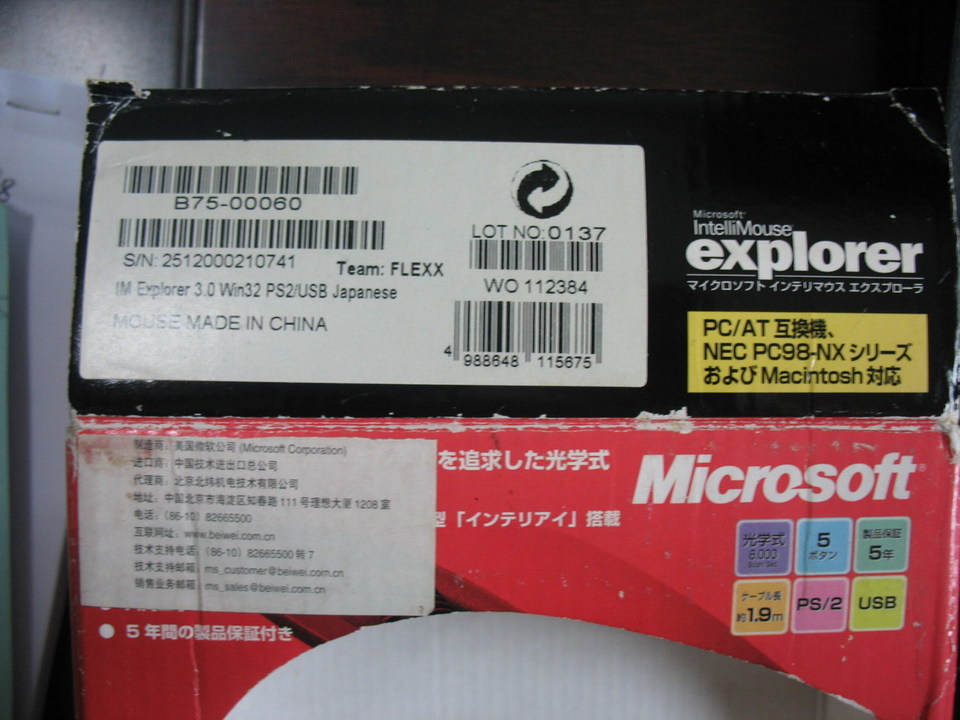 B75-00060
S/N: 2512000210741
Team: FLEXX
IM Explorer 3.0 Win32 PS2/USB Japanese
MOUSE MADE IN CHINA
LOT NO:0137
WO 112384
4 988648 115675
Microsoft®
IntelliMouse®
explorer
マイクロソフト インテリマウス エクスプローラ
PC/AT 互換機、
NEC PC98-NX シリーズ
および Macintosh 対応
制造商：美国微软公司 (Microsoft Corporation)
进口商：中国技术进出口总公司
代理商：北京北纬机电技术有限公司
地址：中国北京市海淀区知春路 111 号理想大厦 1208 室
电话：(86-10) 82665500
互联网址：www.beiwei.com.cn
技术支持电话：(86-10) 82665500 转 7
技术支持邮箱：ms_customer@beiwei.com.cn
销售业务邮箱：ms_sales@beiwei.com.cn
を追求した光学式
型「インテリアイ」搭載
● 5 年間の製品保証付き
Microsoft®
光学式
6,000
5
ボタン
製品保証
5年
ケーブル長
約1.9m
PS/2
USB